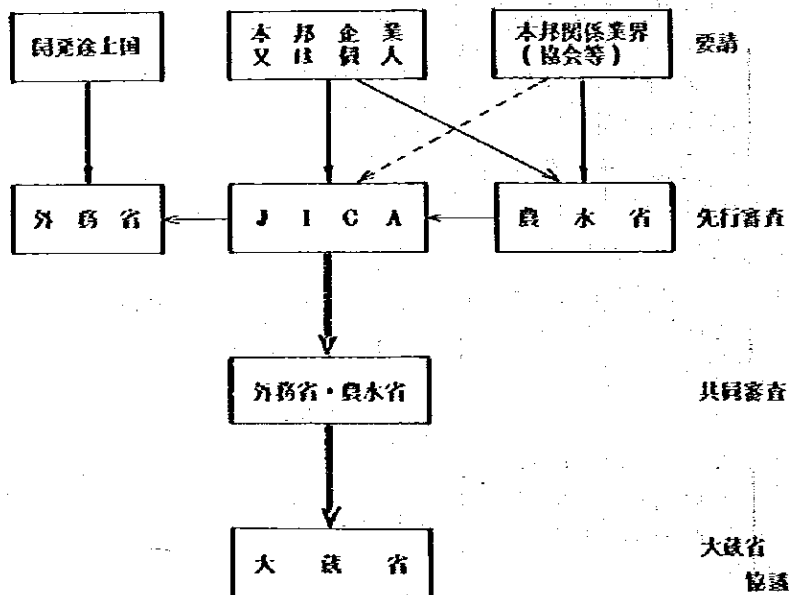 開発途上国
本邦企業
又は個人
本邦関係業界
(協会等)
要請
外務省
JICA
農水省
先行審査
外務省・農水省
共同審査
大蔵省
大蔵省
協議